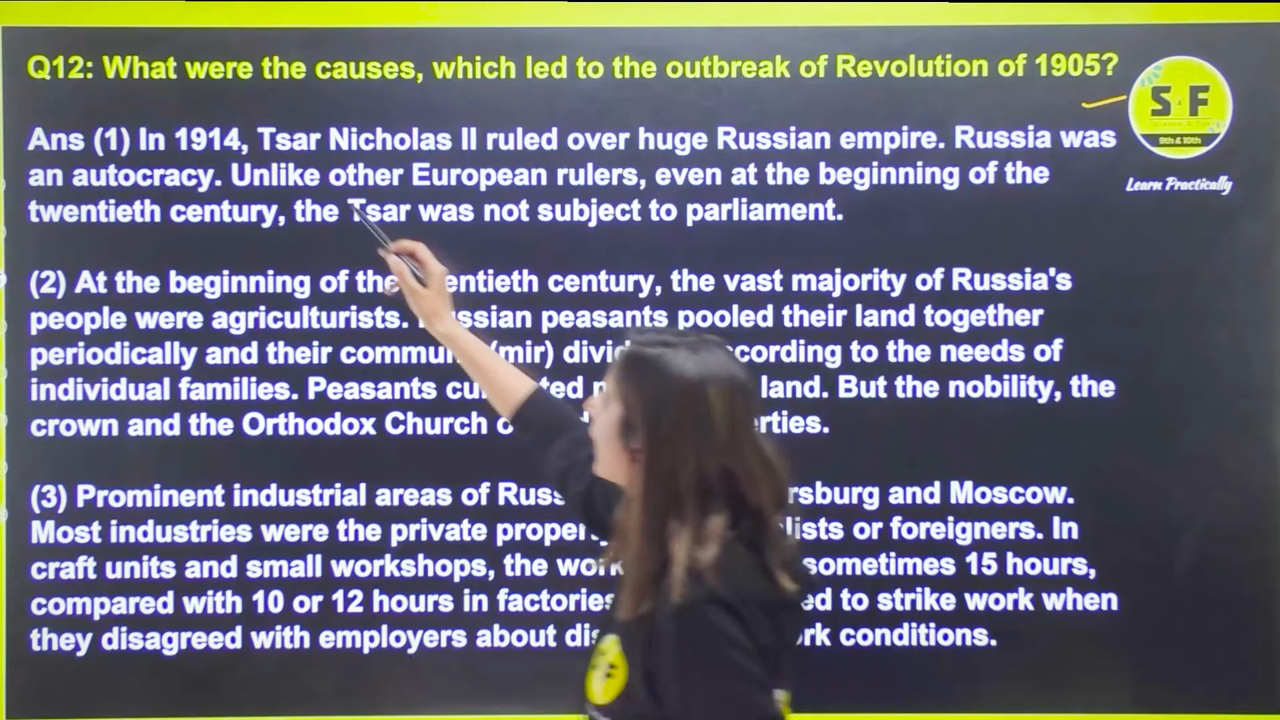 Q12: What were the causes, which led to the outbreak of Revolution of 1905?
S F
9th & 10th
Learn Practically
Ans (1) In 1914, Tsar Nicholas II ruled over huge Russian empire. Russia was
an autocracy. Unlike other European rulers, even at the beginning of the
twentieth century, the Tsar was not subject to parliament.
(2) At the beginning of the entieth century, the vast majority of Russia's
people were agriculturists. ssian peasants pooled their land together
periodically and their commun (mir) divid cording to the needs of
individual families. Peasants cu ted land. But the nobility, the
crown and the Orthodox Church o erties.
(3) Prominent industrial areas of Russ rsburg and Moscow.
Most industries were the private proper lists or foreigners. In
craft units and small workshops, the work sometimes 15 hours,
compared with 10 or 12 hours in factories ed to strike work when
they disagreed with employers about dis rk conditions.